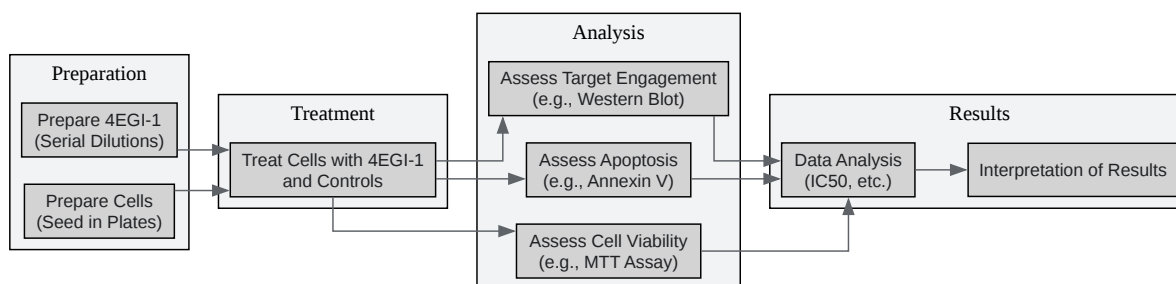 Preparation
Prepare 4EGI-1
(Serial Dilutions)
Prepare Cells
(Seed in Plates)
Treatment
Treat Cells with 4EGI-1
and Controls
Analysis
Assess Target Engagement
(e.g., Western Blot)
Assess Apoptosis
(e.g., Annexin V)
Assess Cell Viability
(e.g., MTT Assay)
Results
Data Analysis
(IC50, etc.)
Interpretation of Results